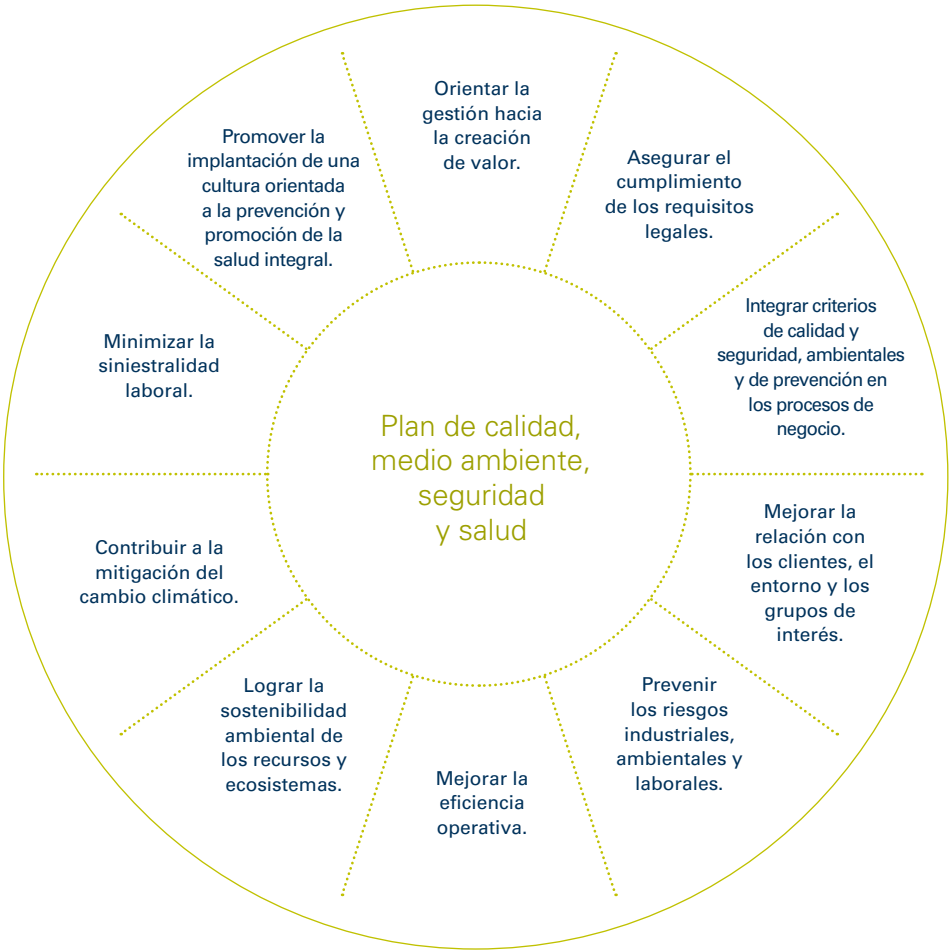 Orientar la
gestión hacia
la creación
de valor.
Asegurar el
cumplimiento
de los requisitos
legales.
Integrar criterios
de calidad y
seguridad, ambientales
y de prevención en
los procesos de
negocio.
Mejorar la
relación con
los clientes, el
entorno y los
grupos de
interés.
Prevenir
los riesgos
industriales,
ambientales y
laborales.
Mejorar la
eficiencia
operativa.
Lograr la
sostenibilidad
ambiental de
los recursos y
ecosistemas.
Contribuir a la
mitigación del
cambio climático.
Minimizar la
siniestralidad
laboral.
Promover la
implantación de una
cultura orientada
a la prevención y
promoción de la
salud integral.
Plan de calidad,
medio ambiente,
seguridad
y salud